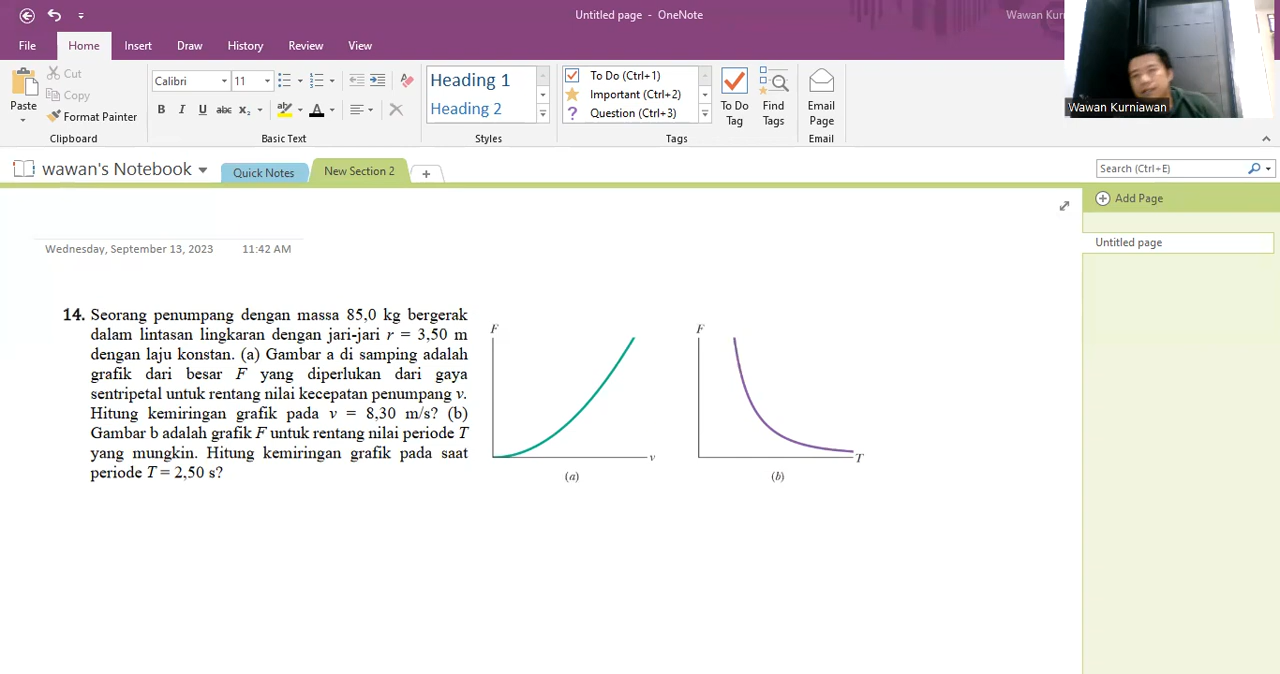 Untitled page - OneNote
Wawan Kur
File Home Insert Draw History Review View
Paste
Cut
Copy
Format Painter
Clipboard
Calibri 11
B I U abc X₂ A
Basic Text
Heading 1
Heading 2
Styles
To Do (Ctrl+1)
Important (Ctrl+2)
? Question (Ctrl+3)
To Do
Tag
Find
Tags
Tags
Email
Page
Email
Wawan Kurniawan
wawan's Notebook
Quick Notes
New Section 2
Search (Ctrl+E)
Add Page
Untitled page
Wednesday, September 13, 2023 11:42 AM
14. Seorang penumpang dengan massa 85,0 kg bergerak
dalam lintasan lingkaran dengan jari-jari r = 3,50 m
dengan laju konstan. (a) Gambar a di samping adalah
grafik dari besar F yang diperlukan dari gaya
sentripetal untuk rentang nilai kecepatan penumpang v.
Hitung kemiringan grafik pada v = 8,30 m/s? (b)
Gambar b adalah grafik F untuk rentang nilai periode T
yang mungkin. Hitung kemiringan grafik pada saat
periode T = 2,50 s?
F
v
(a)
F
T
(b)